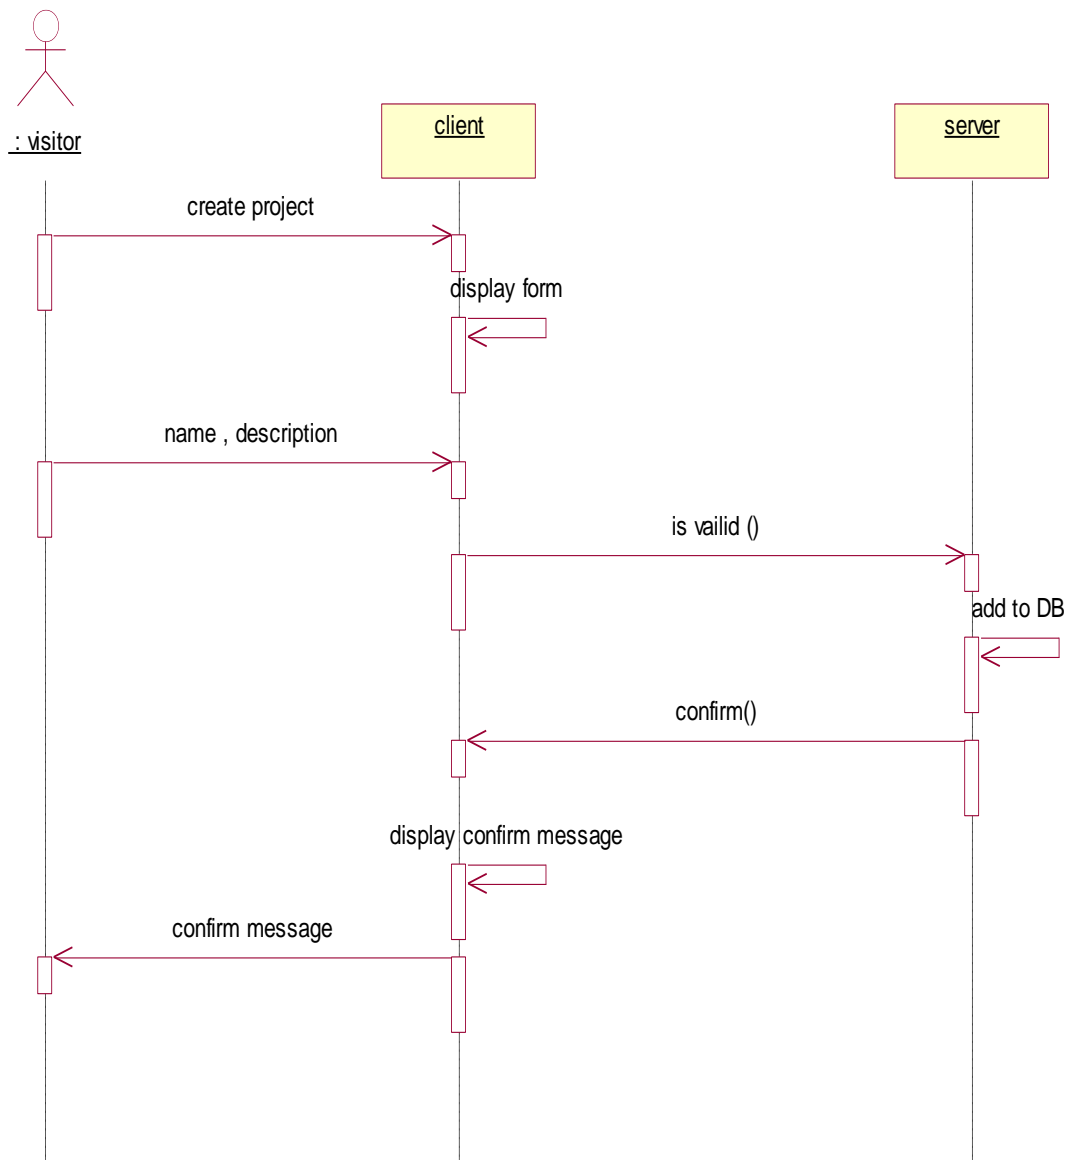 : visitor
client
server
create project
display form
name , description
is vailid ()
add to DB
confirm()
display confirm message
confirm message